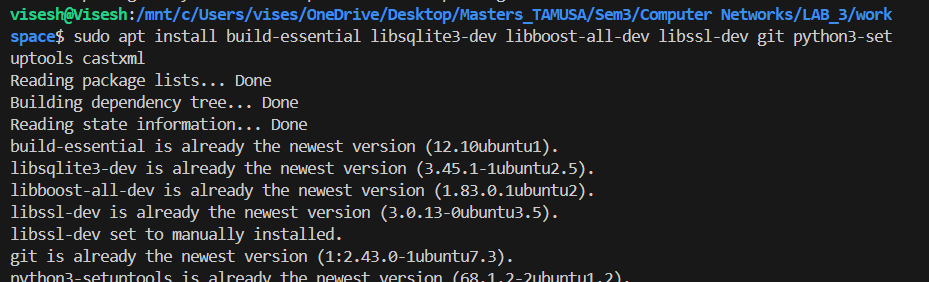 visesh@Visesh:/mnt/c/Users/vises/OneDrive/Desktop/Masters_TAMUSA/Sem3/Computer Networks/LAB_3/work
space$ sudo apt install build-essential libsqlite3-dev libboost-all-dev libssl-dev git python3-set
uptools castxml
Reading package lists... Done
Building dependency tree... Done
Reading state information... Done
build-essential is already the newest version (12.10ubuntu1).
libsqlite3-dev is already the newest version (3.45.1-1ubuntu2.5).
libboost-all-dev is already the newest version (1.83.0.1ubuntu2).
libssl-dev is already the newest version (3.0.13-0ubuntu3.5).
libssl-dev set to manually installed.
git is already the newest version (1:2.43.0-1ubuntu7.3).
python3-setuptools is already the newest version (68.1.2-2ubuntu1.2).